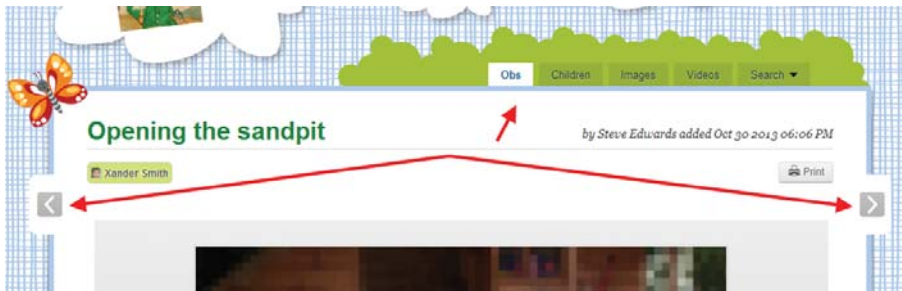 Obs Children Images Videos Search
Opening the sandpit
by Steve Edwards added Oct 30 2013 06:06 PM
Xander Smith
Print